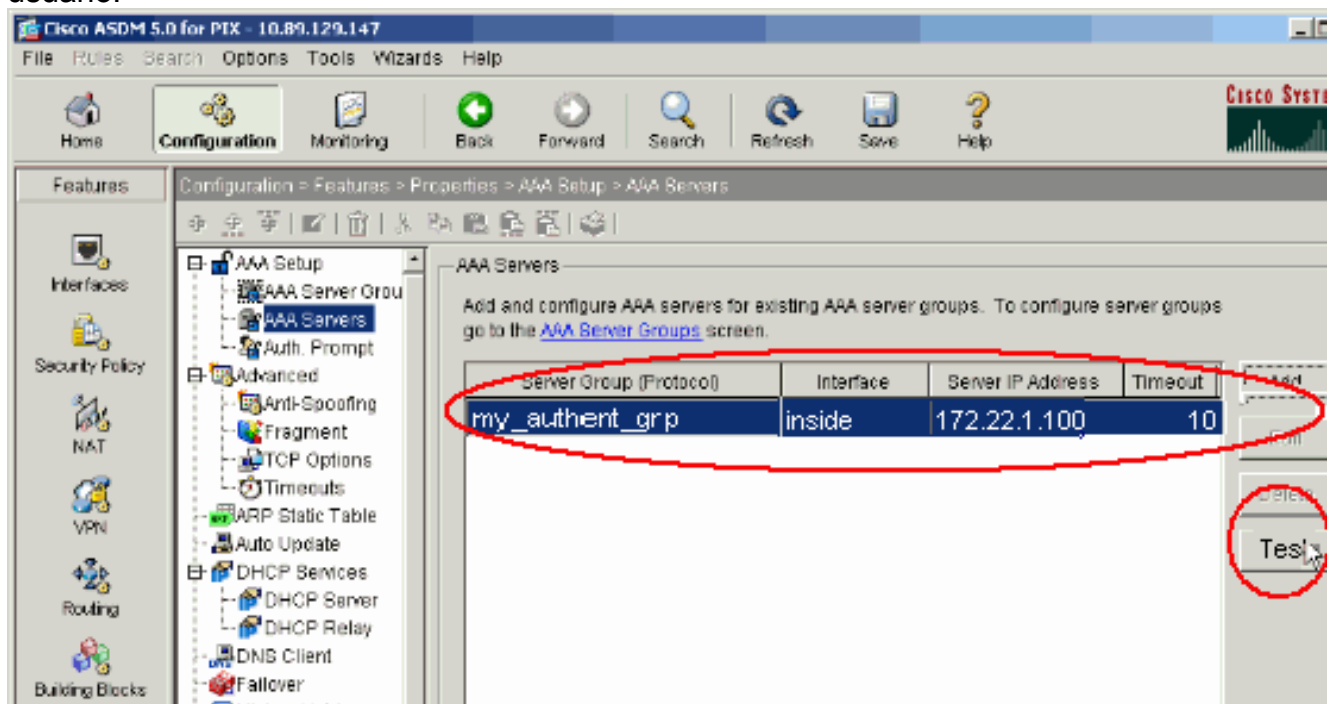 usuario.
Cisco ASDM 5.0 for PIX - 10.89.129.147
File Rules Search Options Tools Wizards Help
Home Configuration Monitoring Back Forward Search Refresh Save Help
CISCO SYSTE
Features
Configuration > Features > Properties > AAA Setup > AAA Servers
Interfaces
Security Policy
NAT
VPN
Routing
Building Blocks
AAA Setup
AAA Server Grou
AAA Servers
Auth. Prompt
Advanced
Anti-Spoofing
Fragment
TCP Options
Timeouts
ARP Static Table
Auto Update
DHCP Services
DHCP Server
DHCP Relay
DNS Client
Failover
AAA Servers
Add and configure AAA servers for existing AAA server groups. To configure server groups
go to the AAA Server Groups screen.
Server Group (Protocol) Interface Server IP Address Timeout
my_authent_grp inside 172.22.1.100 10
Add
Edit
Delete
Test